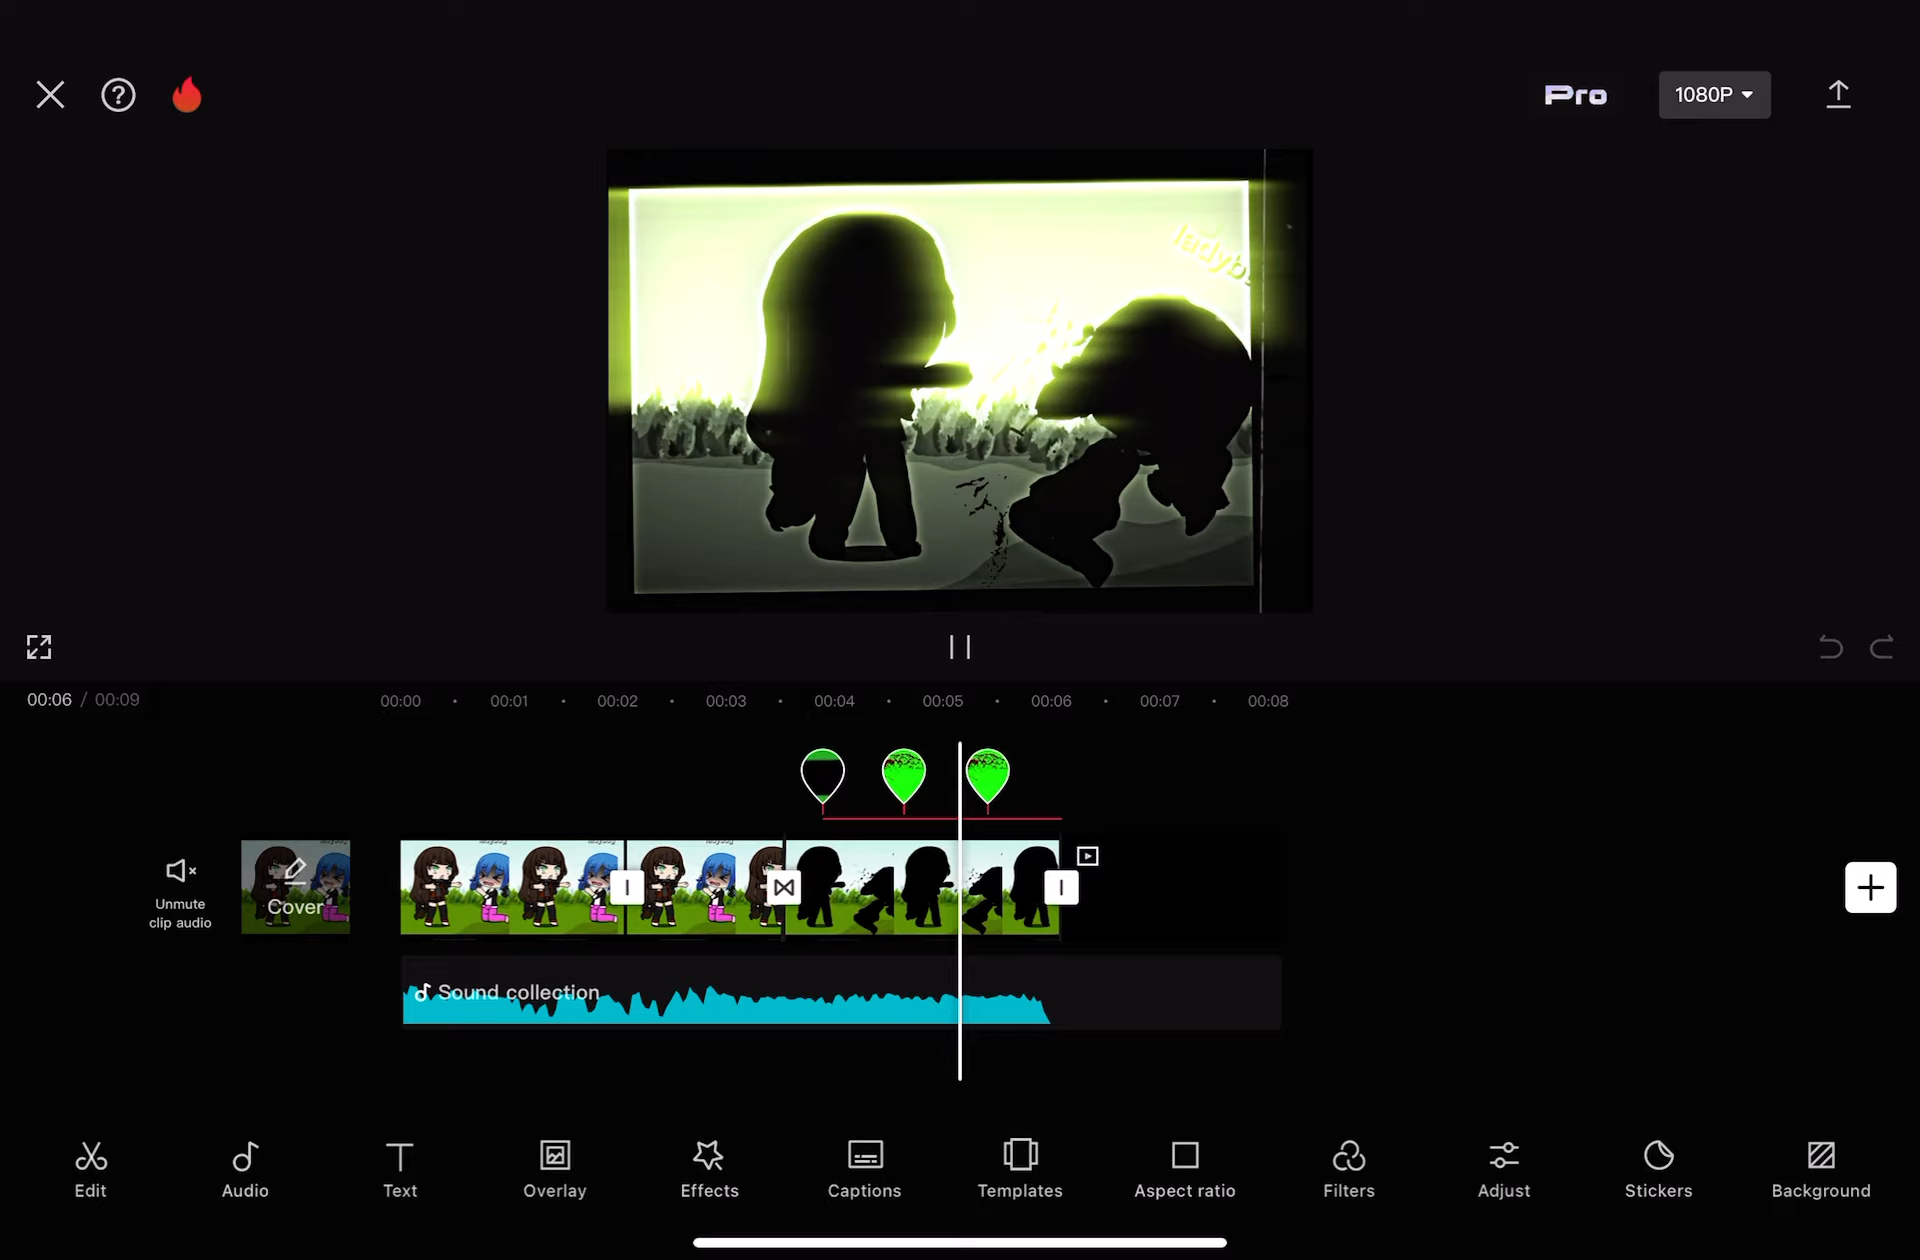 Pro
1080P
ladyb
00:06 / 00:09
00:00
00:01
00:02
00:03
00:04
00:05
00:06
00:07
00:08
Unmute
clip audio
Cover
Sound collection
Edit
Audio
Text
Overlay
Effects
Captions
Templates
Aspect ratio
Filters
Adjust
Stickers
Background